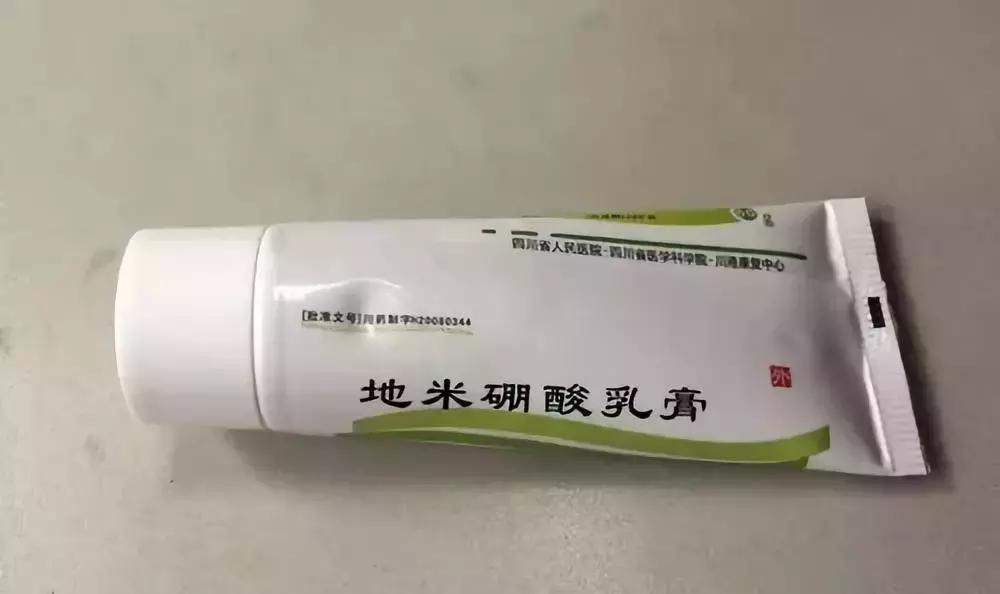 四川省人民医院·四川省医学科学院·川港康复中心
[批准文号]川药制字H20080344
外
地米硼酸乳膏